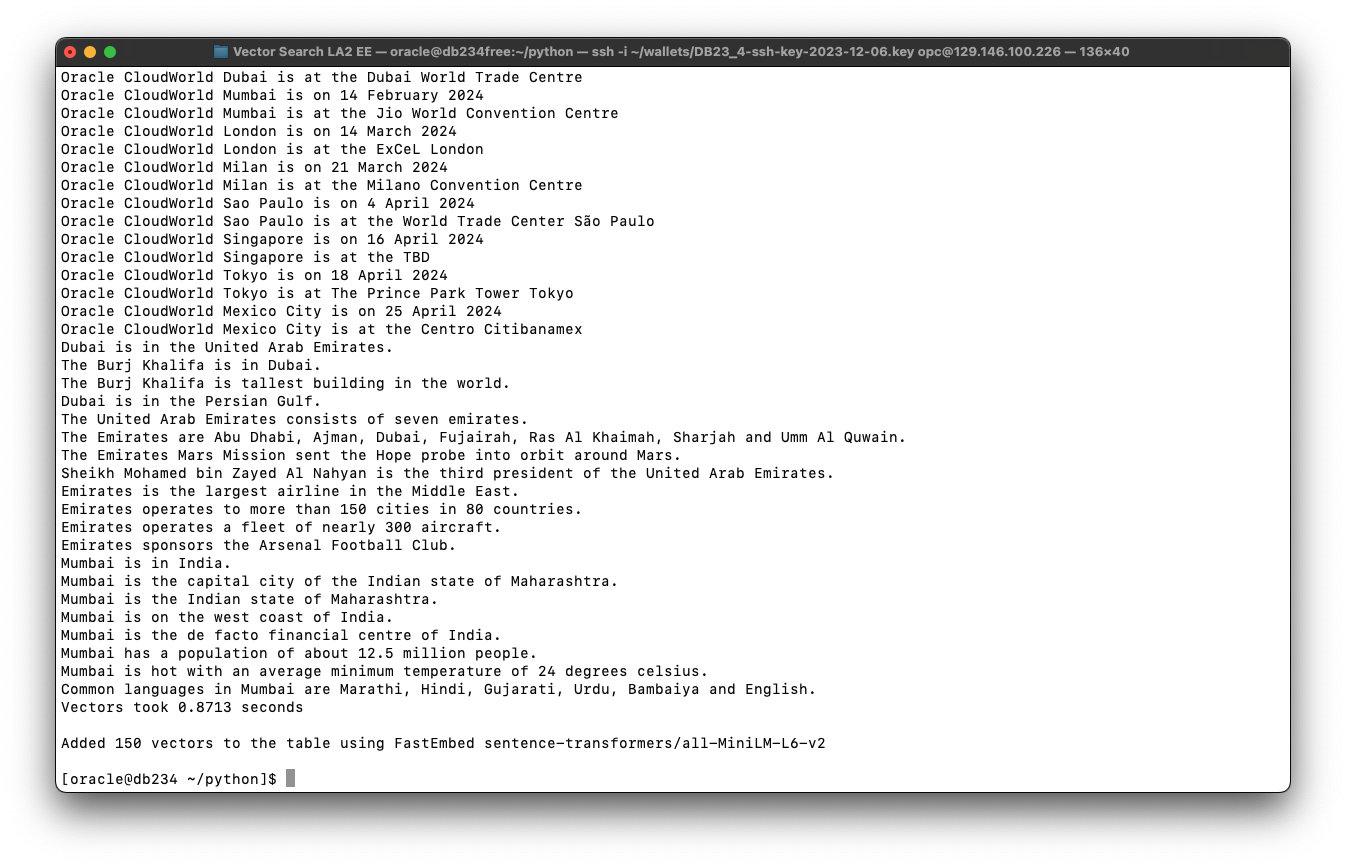 Vector Search LA2 EE — oracle@db234free:~/python — ssh -i ~/wallets/DB23_4-ssh-key-2023-12-06.key opc@129.146.100.226 — 136×40
Oracle CloudWorld Dubai is at the Dubai World Trade Centre
Oracle CloudWorld Mumbai is on 14 February 2024
Oracle CloudWorld Mumbai is at the Jio World Convention Centre
Oracle CloudWorld London is on 14 March 2024
Oracle CloudWorld London is at the ExCeL London
Oracle CloudWorld Milan is on 21 March 2024
Oracle CloudWorld Milan is at the Milano Convention Centre
Oracle CloudWorld Sao Paulo is on 4 April 2024
Oracle CloudWorld Sao Paulo is at the World Trade Center São Paulo
Oracle CloudWorld Singapore is on 16 April 2024
Oracle CloudWorld Singapore is at the TBD
Oracle CloudWorld Tokyo is on 18 April 2024
Oracle CloudWorld Tokyo is at The Prince Park Tower Tokyo
Oracle CloudWorld Mexico City is on 25 April 2024
Oracle CloudWorld Mexico City is at the Centro Citibanamex
Dubai is in the United Arab Emirates.
The Burj Khalifa is in Dubai.
The Burj Khalifa is tallest building in the world.
Dubai is in the Persian Gulf.
The United Arab Emirates consists of seven emirates.
The Emirates are Abu Dhabi, Ajman, Dubai, Fujairah, Ras Al Khaimah, Sharjah and Umm Al Quwain.
The Emirates Mars Mission sent the Hope probe into orbit around Mars.
Sheikh Mohamed bin Zayed Al Nahyan is the third president of the United Arab Emirates.
Emirates is the largest airline in the Middle East.
Emirates operates to more than 150 cities in 80 countries.
Emirates operates a fleet of nearly 300 aircraft.
Emirates sponsors the Arsenal Football Club.
Mumbai is in India.
Mumbai is the capital city of the Indian state of Maharashtra.
Mumbai is the Indian state of Maharashtra.
Mumbai is on the west coast of India.
Mumbai is the de facto financial centre of India.
Mumbai has a population of about 12.5 million people.
Mumbai is hot with an average minimum temperature of 24 degrees celsius.
Common languages in Mumbai are Marathi, Hindi, Gujarati, Urdu, Bambaiya and English.
Vectors took 0.8713 seconds
Added 150 vectors to the table using FastEmbed sentence-transformers/all-MiniLM-L6-v2
[oracle@db234 ~/python]$